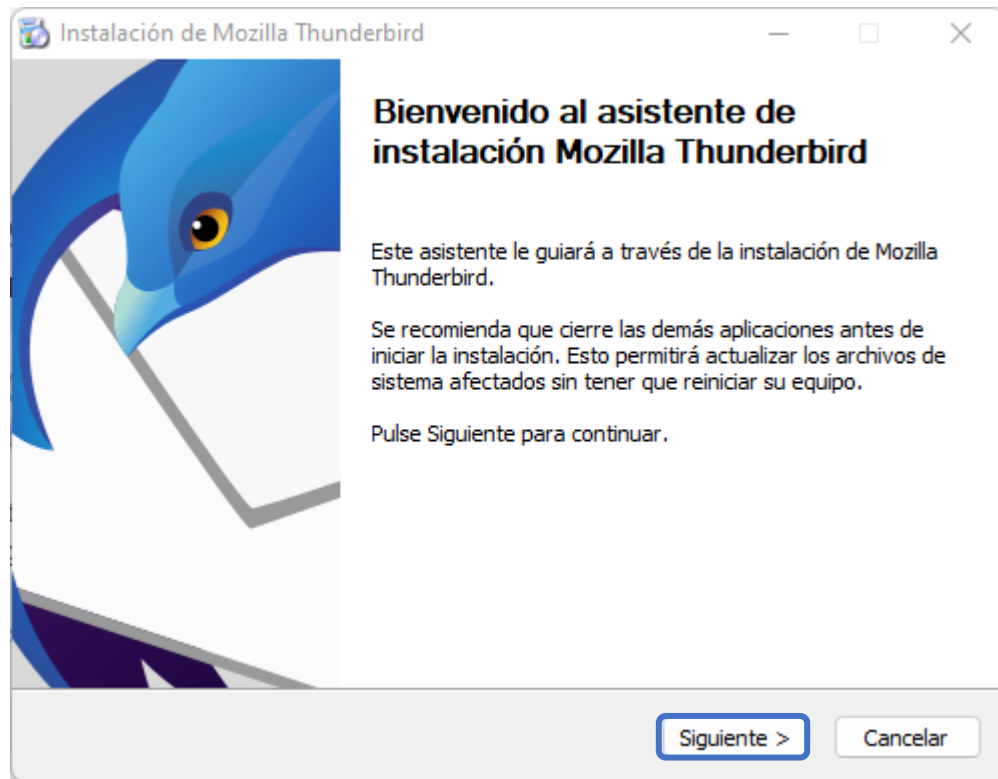 Instalación de Mozilla Thunderbird
Bienvenido al asistente de
instalación Mozilla Thunderbird
Este asistente le guiará a través de la instalación de Mozilla
Thunderbird.
Se recomienda que cierre las demás aplicaciones antes de
iniciar la instalación. Esto permitirá actualizar los archivos de
sistema afectados sin tener que reiniciar su equipo.
Pulse Siguiente para continuar.
Siguiente >
Cancelar